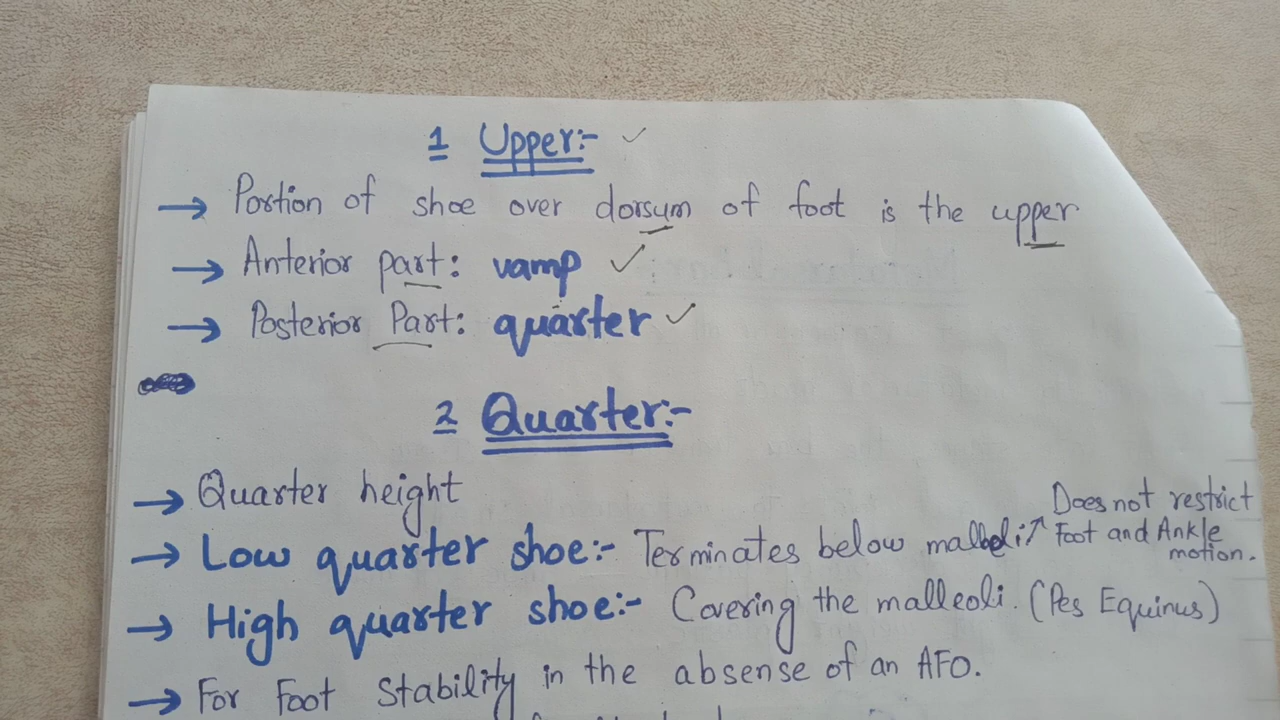 1 Upper:- ✓
→ Portion of shoe over dorsum of foot is the upper
→ Anterior part: vamp ✓
→ Posterior Part: quarter ✓
2 Quarter:-
→ Quarter height
→ Low quarter shoe:- Terminates below malleoli ↗ Does not restrict
Foot and Ankle
motion.
→ High quarter shoe:- Covering the malleoli. (Pes Equinus)
→ For Foot Stability in the absense of an AFO.